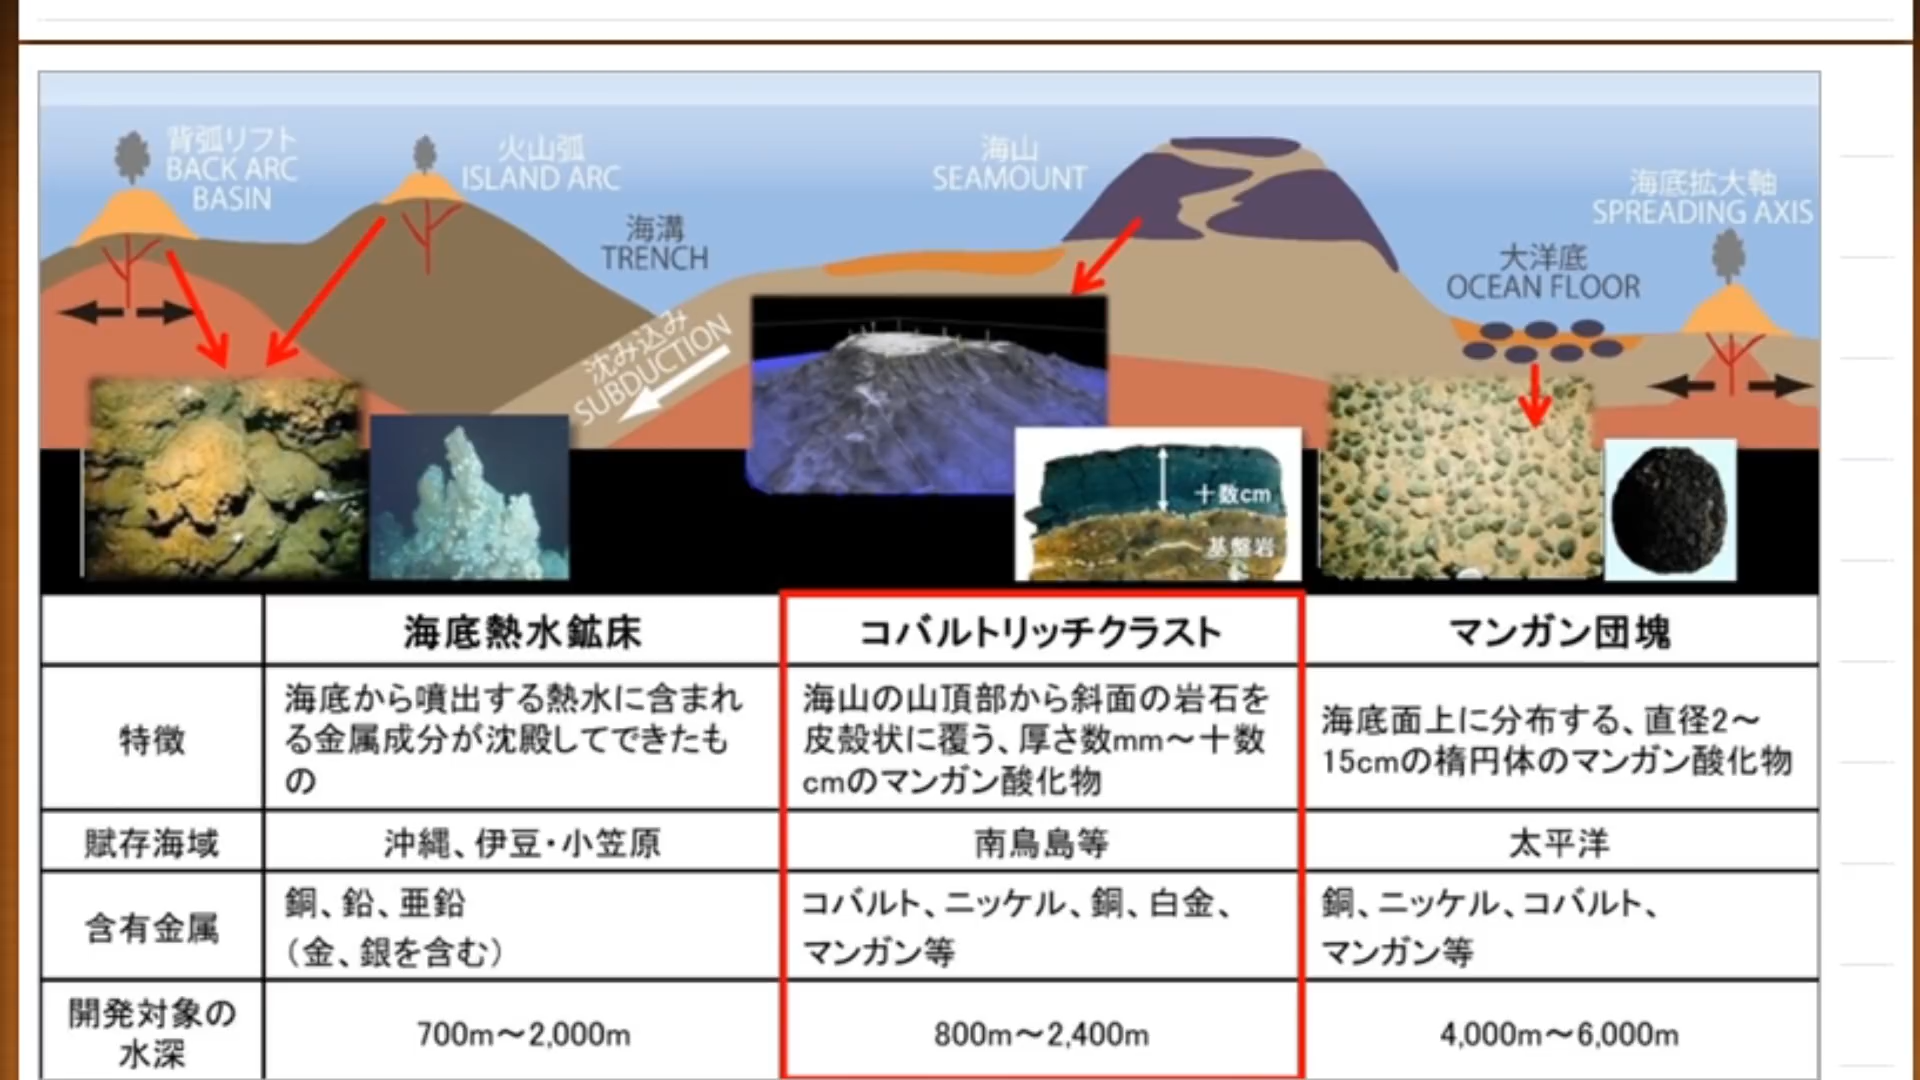 背弧リフト
BACK ARC
BASIN
火山弧
ISLAND ARC
海溝
TRENCH
沈み込み
SUBDUCTION
海山
SEAMOUNT
大洋底
OCEAN FLOOR
海底拡大軸
SPREADING AXIS
十数cm
基盤岩
海底熱水鉱床
コバルトリッチクラスト
マンガン団塊
特徴
海底から噴出する熱水に含まれ
る金属成分が沈殿してできたも
の
海山の山頂部から斜面の岩石を
皮殻状に覆う、厚さ数mm～十数
cmのマンガン酸化物
海底面上に分布する、直径2～
15cmの楕円体のマンガン酸化物
賦存海域
沖縄、伊豆・小笠原
南鳥島等
太平洋
含有金属
銅、鉛、亜鉛
（金、銀を含む）
コバルト、ニッケル、銅、白金、
マンガン等
銅、ニッケル、コバルト、
マンガン等
開発対象の
水深
700m～2,000m
800m～2,400m
4,000m～6,000m